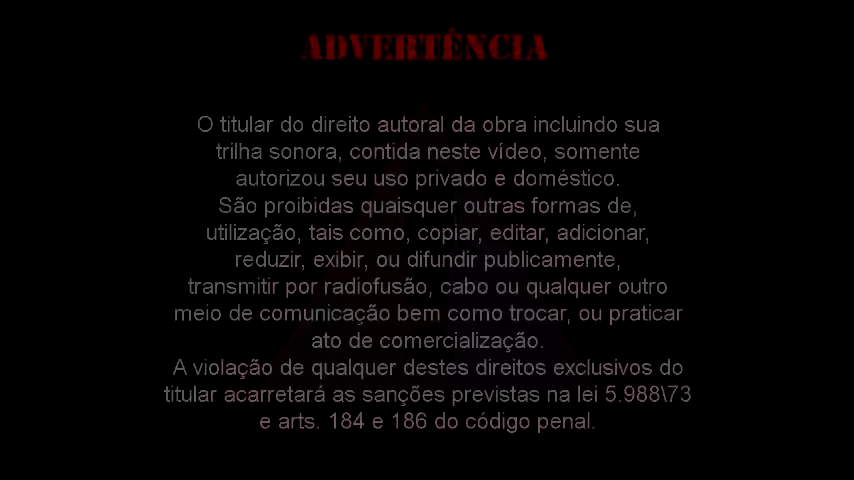 ADVERTÊNCIA
O titular do direito autoral da obra incluindo sua
trilha sonora, contida neste vídeo, somente
autorizou seu uso privado e doméstico.
São proibidas quaisquer outras formas de,
utilização, tais como, copiar, editar, adicionar,
reduzir, exibir, ou difundir publicamente,
transmitir por radiofusão, cabo ou qualquer outro
meio de comunicação bem como trocar, ou praticar
ato de comercialização.
A violação de qualquer destes direitos exclusivos do
titular acarretará as sanções previstas na lei 5.988\73
e arts. 184 e 186 do código penal.